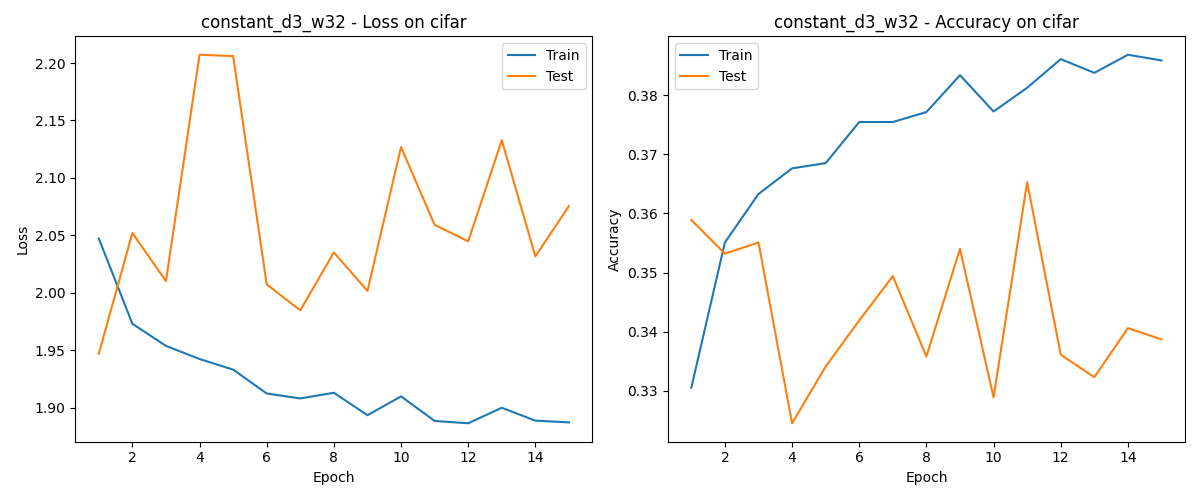 constant_d3_w32 - Loss on cifar
Train
Test
2.20
2.15
2.10
2.05
2.00
1.95
1.90
Loss
2 4 6 8 10 12 14
Epoch
constant_d3_w32 - Accuracy on cifar
Train
Test
0.38
0.37
0.36
0.35
0.34
0.33
Accuracy
2 4 6 8 10 12 14
Epoch